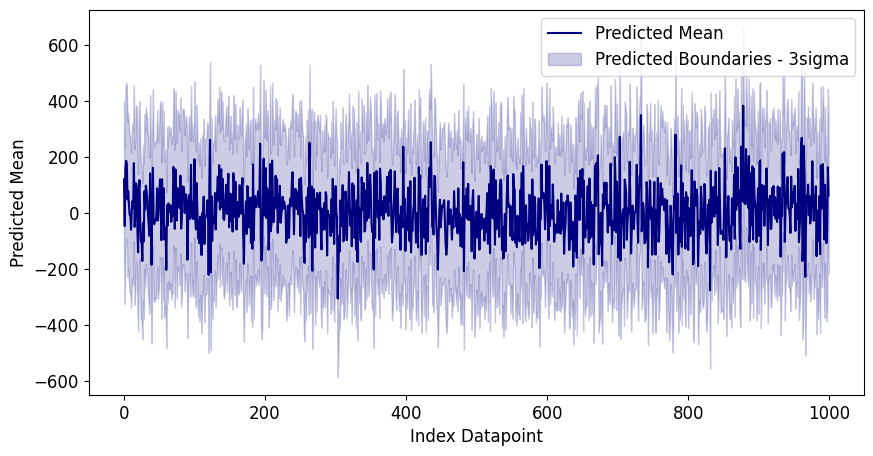 Predicted Mean
Predicted Boundaries - 3sigma
Predicted Mean
600
400
200
0
−200
−400
−600
0 200 400 600 800 1000
Index Datapoint